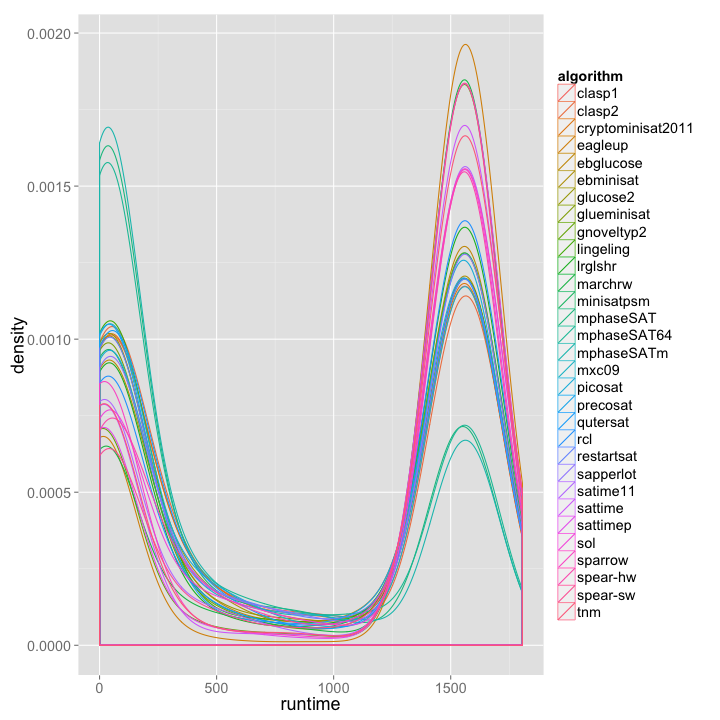 0.0020
0.0015
0.0010
0.0005
0.0000
density
0
500
1000
1500
runtime
algorithm
clasp1
clasp2
cryptominisat2011
eagleup
ebglucose
ebminisat
glucose2
glueminisat
gnoveltyp2
lingeling
lrglshr
marchrw
minisatpsm
mphaseSAT
mphaseSAT64
mphaseSATm
mxc09
picosat
precosat
qutersat
rcl
restartsat
sapperlot
satime11
sattime
sattimep
sol
sparrow
spear-hw
spear-sw
tnm